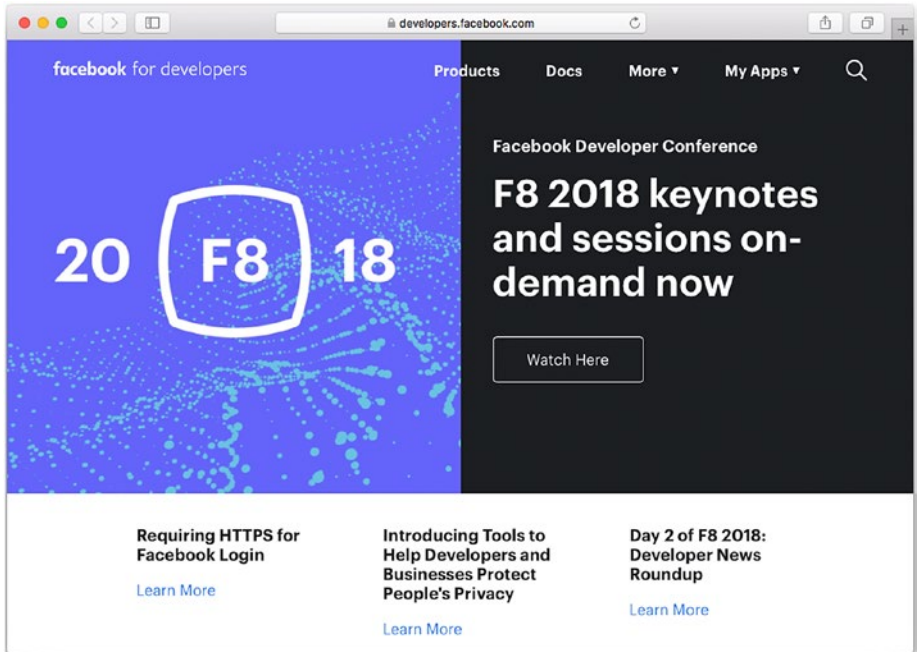 developers.facebook.com
facebook for developers
Products Docs More ▾ My Apps ▾
Facebook Developer Conference
F8 2018 keynotes
and sessions on-
demand now
20 F8 18
Watch Here
Requiring HTTPS for
Facebook Login
Learn More
Introducing Tools to
Help Developers and
Businesses Protect
People's Privacy
Learn More
Day 2 of F8 2018:
Developer News
Roundup
Learn More